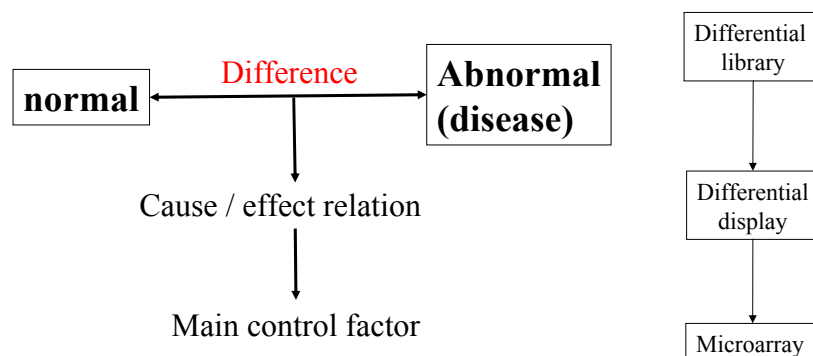 normal
Difference
Abnormal
(disease)
Cause / effect relation
Main control factor
Differential
library
Differential
display
Microarray